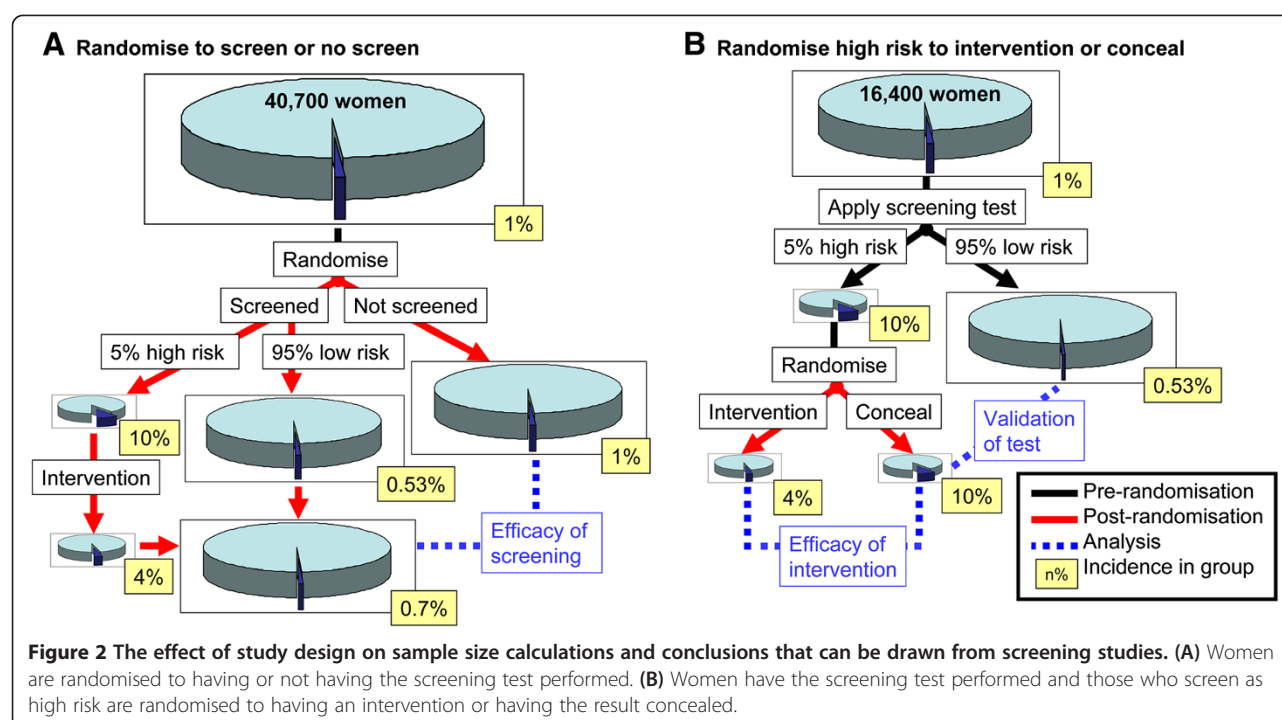 A Randomise to screen or no screen
40,700 women
1%
Randomise
Screened
Not screened
5% high risk
95% low risk
10%
0.53%
1%
Intervention
4%
0.7%
Efficacy of
screening
B Randomise high risk to intervention or conceal
16,400 women
1%
Apply screening test
5% high risk
95% low risk
10%
0.53%
Randomise
Intervention
Conceal
Validation
of test
4%
10%
Efficacy of
intervention
Pre-randomisation
Post-randomisation
Analysis
n% Incidence in group
Figure 2 The effect of study design on sample size calculations and conclusions that can be drawn from screening studies. (A) Women
are randomised to having or not having the screening test performed. (B) Women have the screening test performed and those who screen as
high risk are randomised to having an intervention or having the result concealed.